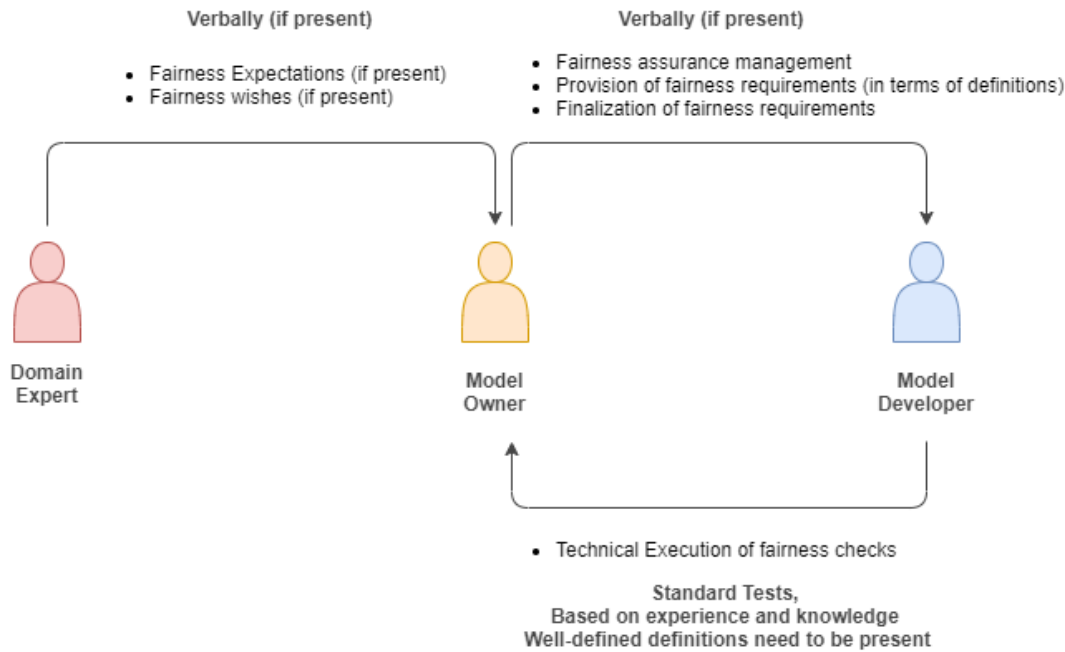 Verbally (if present)
Fairness Expectations (if present)
Fairness wishes (if present)
Verbally (if present)
Fairness assurance management
Provision of fairness requirements (in terms of definitions)
Finalization of fairness requirements
Domain
Expert
Model
Owner
Model
Developer
Technical Execution of fairness checks
Standard Tests,
Based on experience and knowledge
Well-defined definitions need to be present